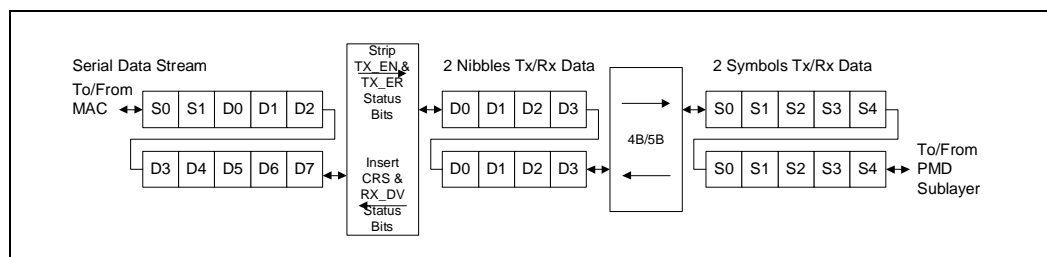 Serial Data Stream
To/From
MAC
S0 S1 D0 D1 D2
D3 D4 D5 D6 D7
Strip
TX_EN &
TX_ER
Status
Bits
Insert
CRS &
RX_DV
Status
Bits
2 Nibbles Tx/Rx Data
D0 D1 D2 D3
D0 D1 D2 D3
4B/5B
2 Symbols Tx/Rx Data
S0 S1 S2 S3 S4
S0 S1 S2 S3 S4
To/From
PMD
Sublayer